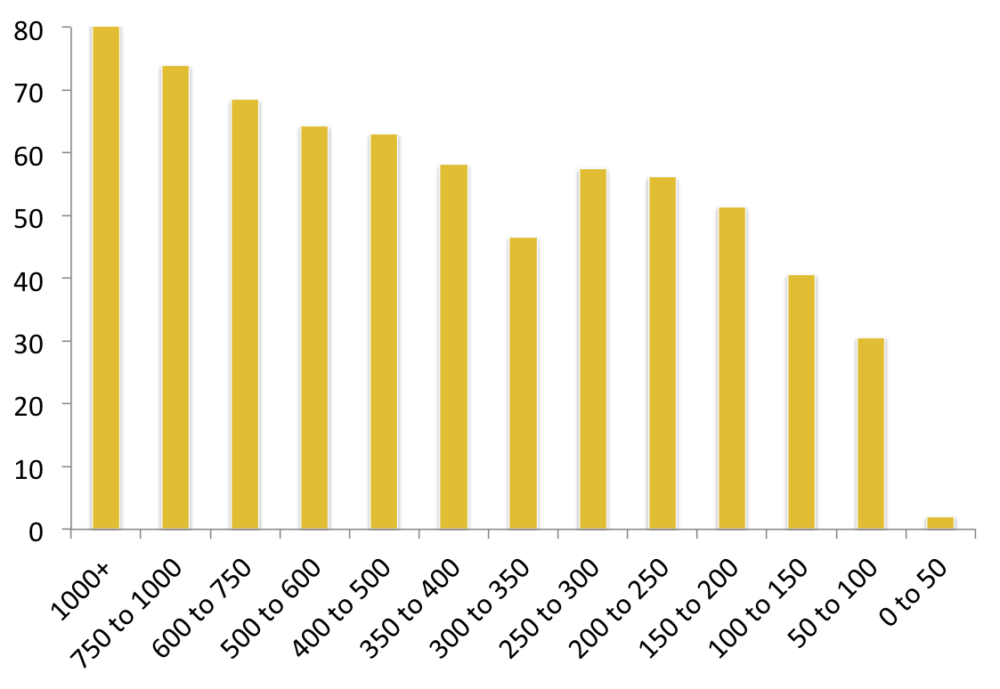 80
70
60
50
40
30
20
10
0
1000+
750 to 1000
600 to 750
500 to 600
400 to 500
350 to 400
300 to 350
250 to 300
200 to 250
150 to 200
100 to 150
50 to 100
0 to 50